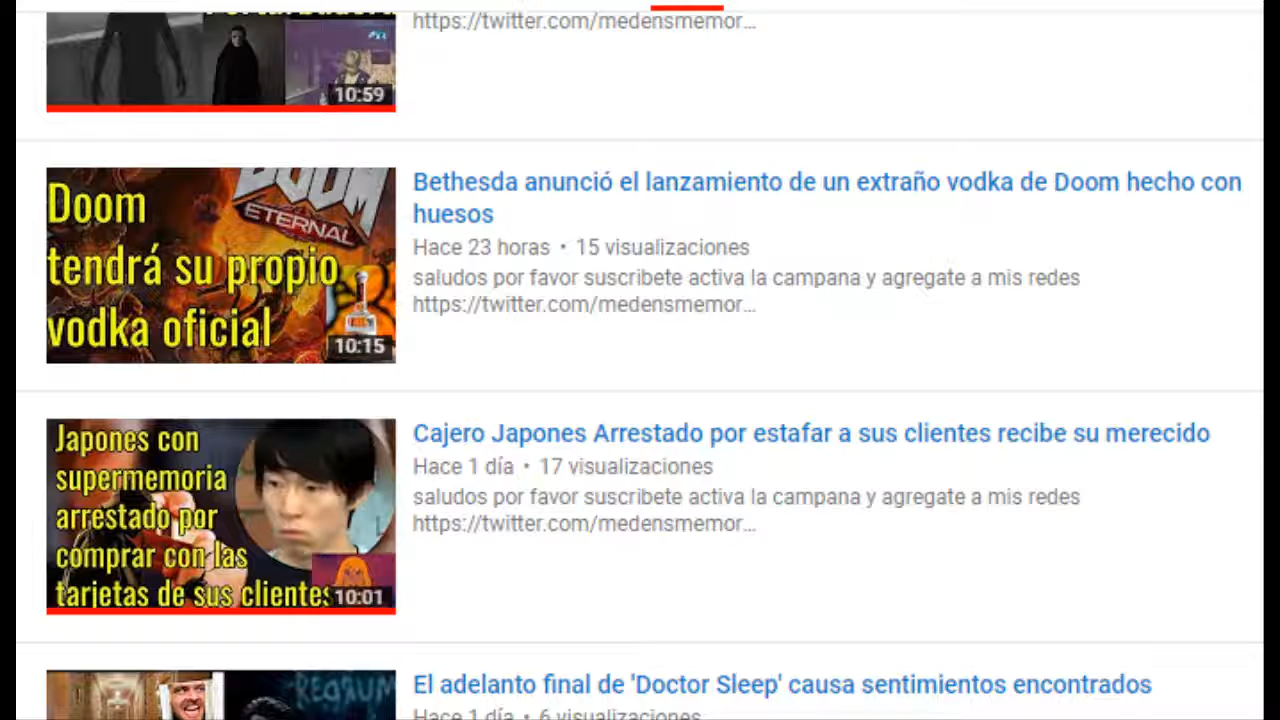 https://twitter.com/medensmemor...
10:59
DOOM
ETERNAL
Doom
tendrá su propio
vodka oficial
10:15
Bethesda anunció el lanzamiento de un extraño vodka de Doom hecho con
huesos
Hace 23 horas • 15 visualizaciones
saludos por favor suscribete activa la campana y agregate a mis redes
https://twitter.com/medensmemor...
Japones con
supermemoria
arrestado por
comprar con las
tarjetas de sus clientes
10:01
Cajero Japones Arrestado por estafar a sus clientes recibe su merecido
Hace 1 día • 17 visualizaciones
saludos por favor suscribete activa la campana y agregate a mis redes
https://twitter.com/medensmemor...
REDRUM
El adelanto final de 'Doctor Sleep' causa sentimientos encontrados
Hace 1 día • 6 visualizaciones